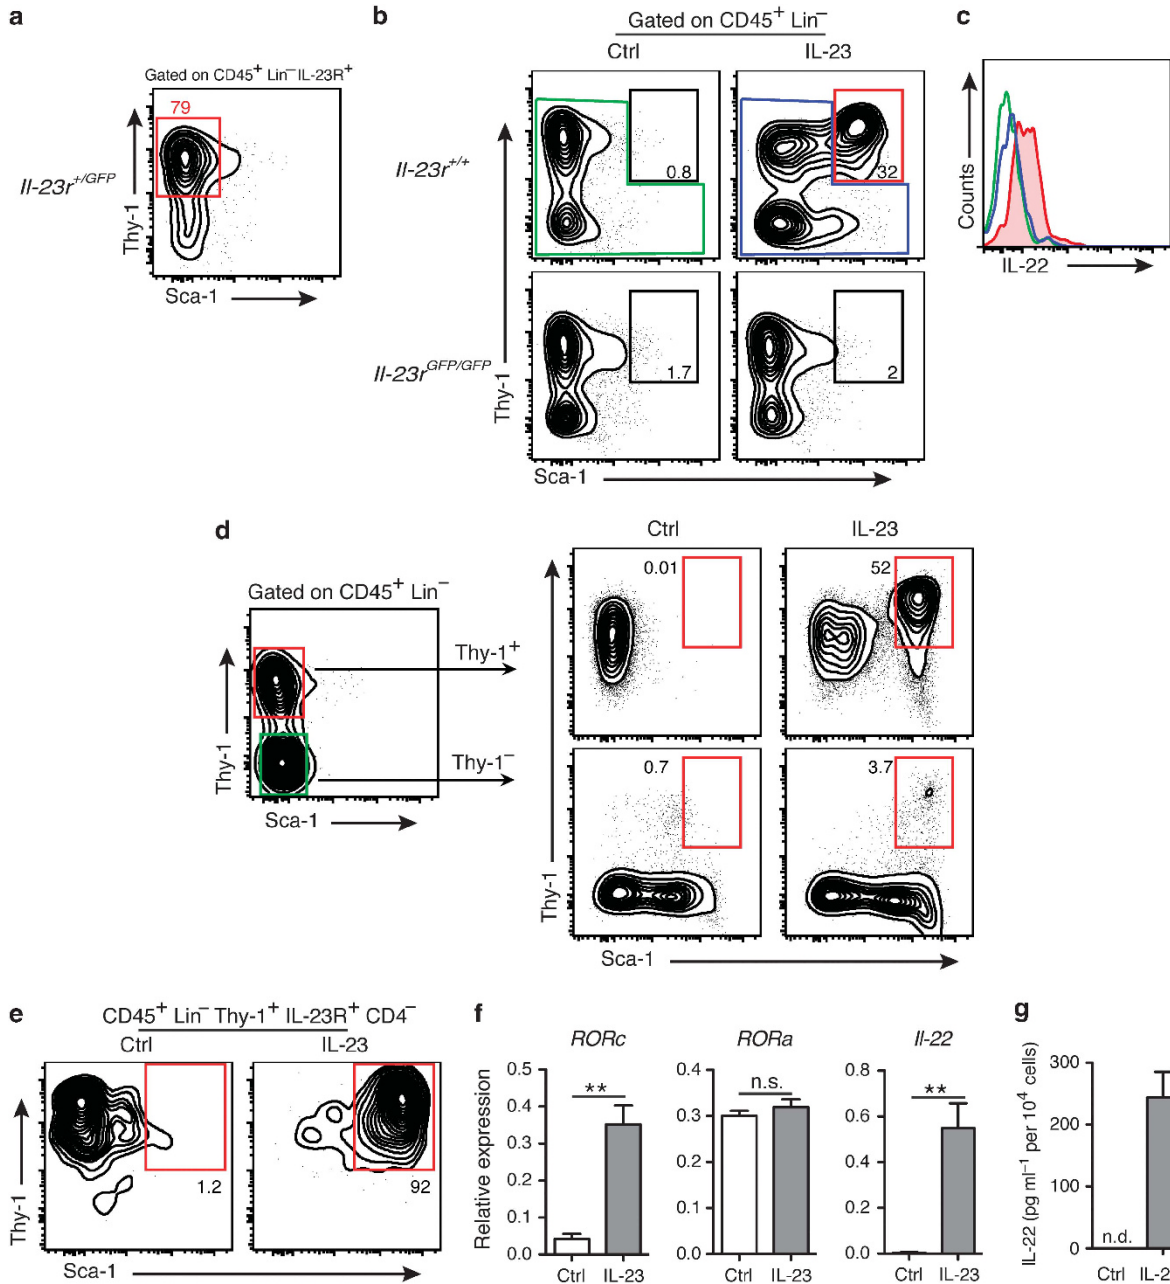 a
Gated on CD45+ Lin− IL-23R+
79
Il-23r+/GFP
Thy-1
Sca-1
b
Gated on CD45+ Lin−
Ctrl
IL-23
Il-23r+/+
0.8
32
Il-23rGFP/GFP
Thy-1
1.7
2
Sca-1
c
Counts
IL-22
d
Gated on CD45+ Lin−
Thy-1
Sca-1
Thy-1+
Thy-1−
Ctrl
IL-23
0.01
52
0.7
3.7
Thy-1
Sca-1
e
CD45+ Lin− Thy-1+ IL-23R+ CD4−
Ctrl
IL-23
1.2
92
Thy-1
Sca-1
f
Relative expression
RORc
0.5
0.4
0.3
0.2
0.1
0.0
**
Ctrl
IL-23
RORa
0.4
0.3
0.2
0.1
0.0
n.s.
Ctrl
IL-23
Il-22
0.8
0.6
0.4
0.2
0.0
**
Ctrl
IL-23
g
IL-22 (pg ml−1 per 104 cells)
300
200
100
0
n.d.
Ctrl
IL-2